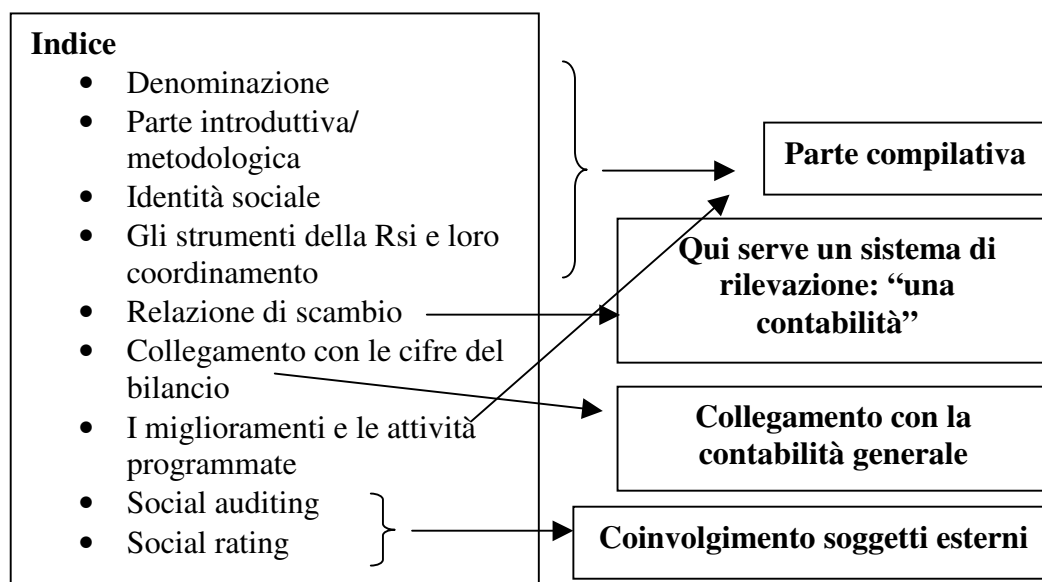 Indice
• Denominazione
• Parte introduttiva/
metodologica
• Identità sociale
• Gli strumenti della Rsi e loro
coordinamento
• Relazione di scambio
• Collegamento con le cifre del
bilancio
• I miglioramenti e le attività
programmate
• Social auditing
• Social rating
Parte compilativa
Qui serve un sistema di
rilevazione: “una
contabilità”
Collegamento con la
contabilità generale
Coinvolgimento soggetti esterni